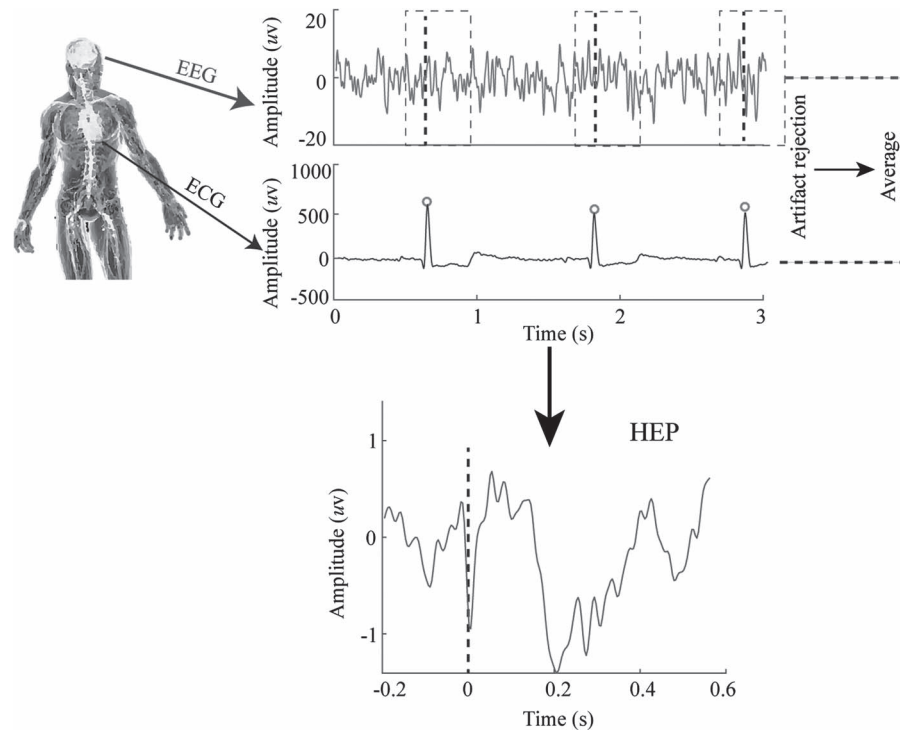 EEG
ECG
Amplitude (uv)
20
0
-20
Amplitude (uv)
1000
500
0
-500
0
1
2
3
Time (s)
Artifact rejection
Average
HEP
Amplitude (uv)
1
0
-1
-0.2
0
0.2
0.4
0.6
Time (s)